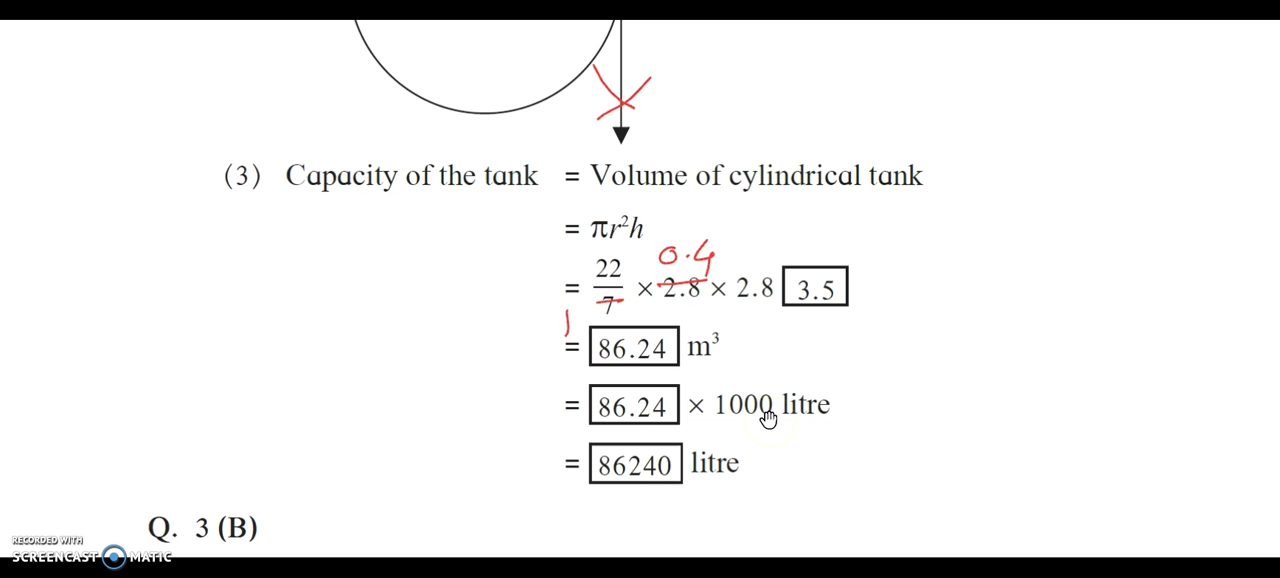 (3) Capacity of the tank = Volume of cylindrical tank
= πr²h
0.4
= 22/7 × 2.8 × 2.8 3.5
1
= 86.24 m³
= 86.24 × 1000 litre
= 86240 litre
Q. 3 (B)
RECORDED WITH
SCREENCAST MATIC